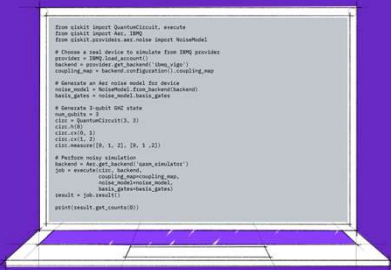 from qiskit import QuantumCircuit, execute
from qiskit import Aer, IBMQ
from qiskit.providers.aer.noise import NoiseModel
# Choose a real device to simulate from IBMQ provider
provider = IBMQ.load_account()
backend = provider.get_backend('ibmq_vigo')
coupling_map = backend.configuration().coupling_map
# Generate an Aer noise model for device
noise_model = NoiseModel.from_backend(backend)
basis_gates = noise_model.basis_gates
# Generate 3-qubit GHZ state
num_qubits = 3
circ = QuantumCircuit(3, 3)
circ.h(0)
circ.cx(0, 1)
circ.cx(1, 2)
circ.measure([0, 1, 2], [0, 1 ,2])
# Perform noisy simulation
backend = Aer.get_backend('qasm_simulator')
job = execute(circ, backend,
coupling_map=coupling_map,
noise_model=noise_model,
basis_gates=basis_gates)
result = job.result()
print(result.get_counts(0))